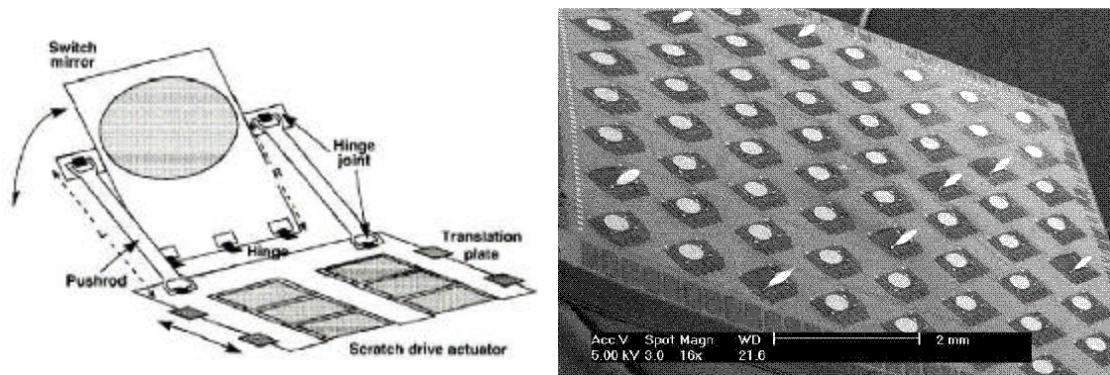 Switch
mirror
Hinge
joint
Translation
plate
Hinge
Pushrod
Scratch drive actuator
Acc.V Spot Magn WD
5.00 kV 3.0 16x 21.6
2 mm